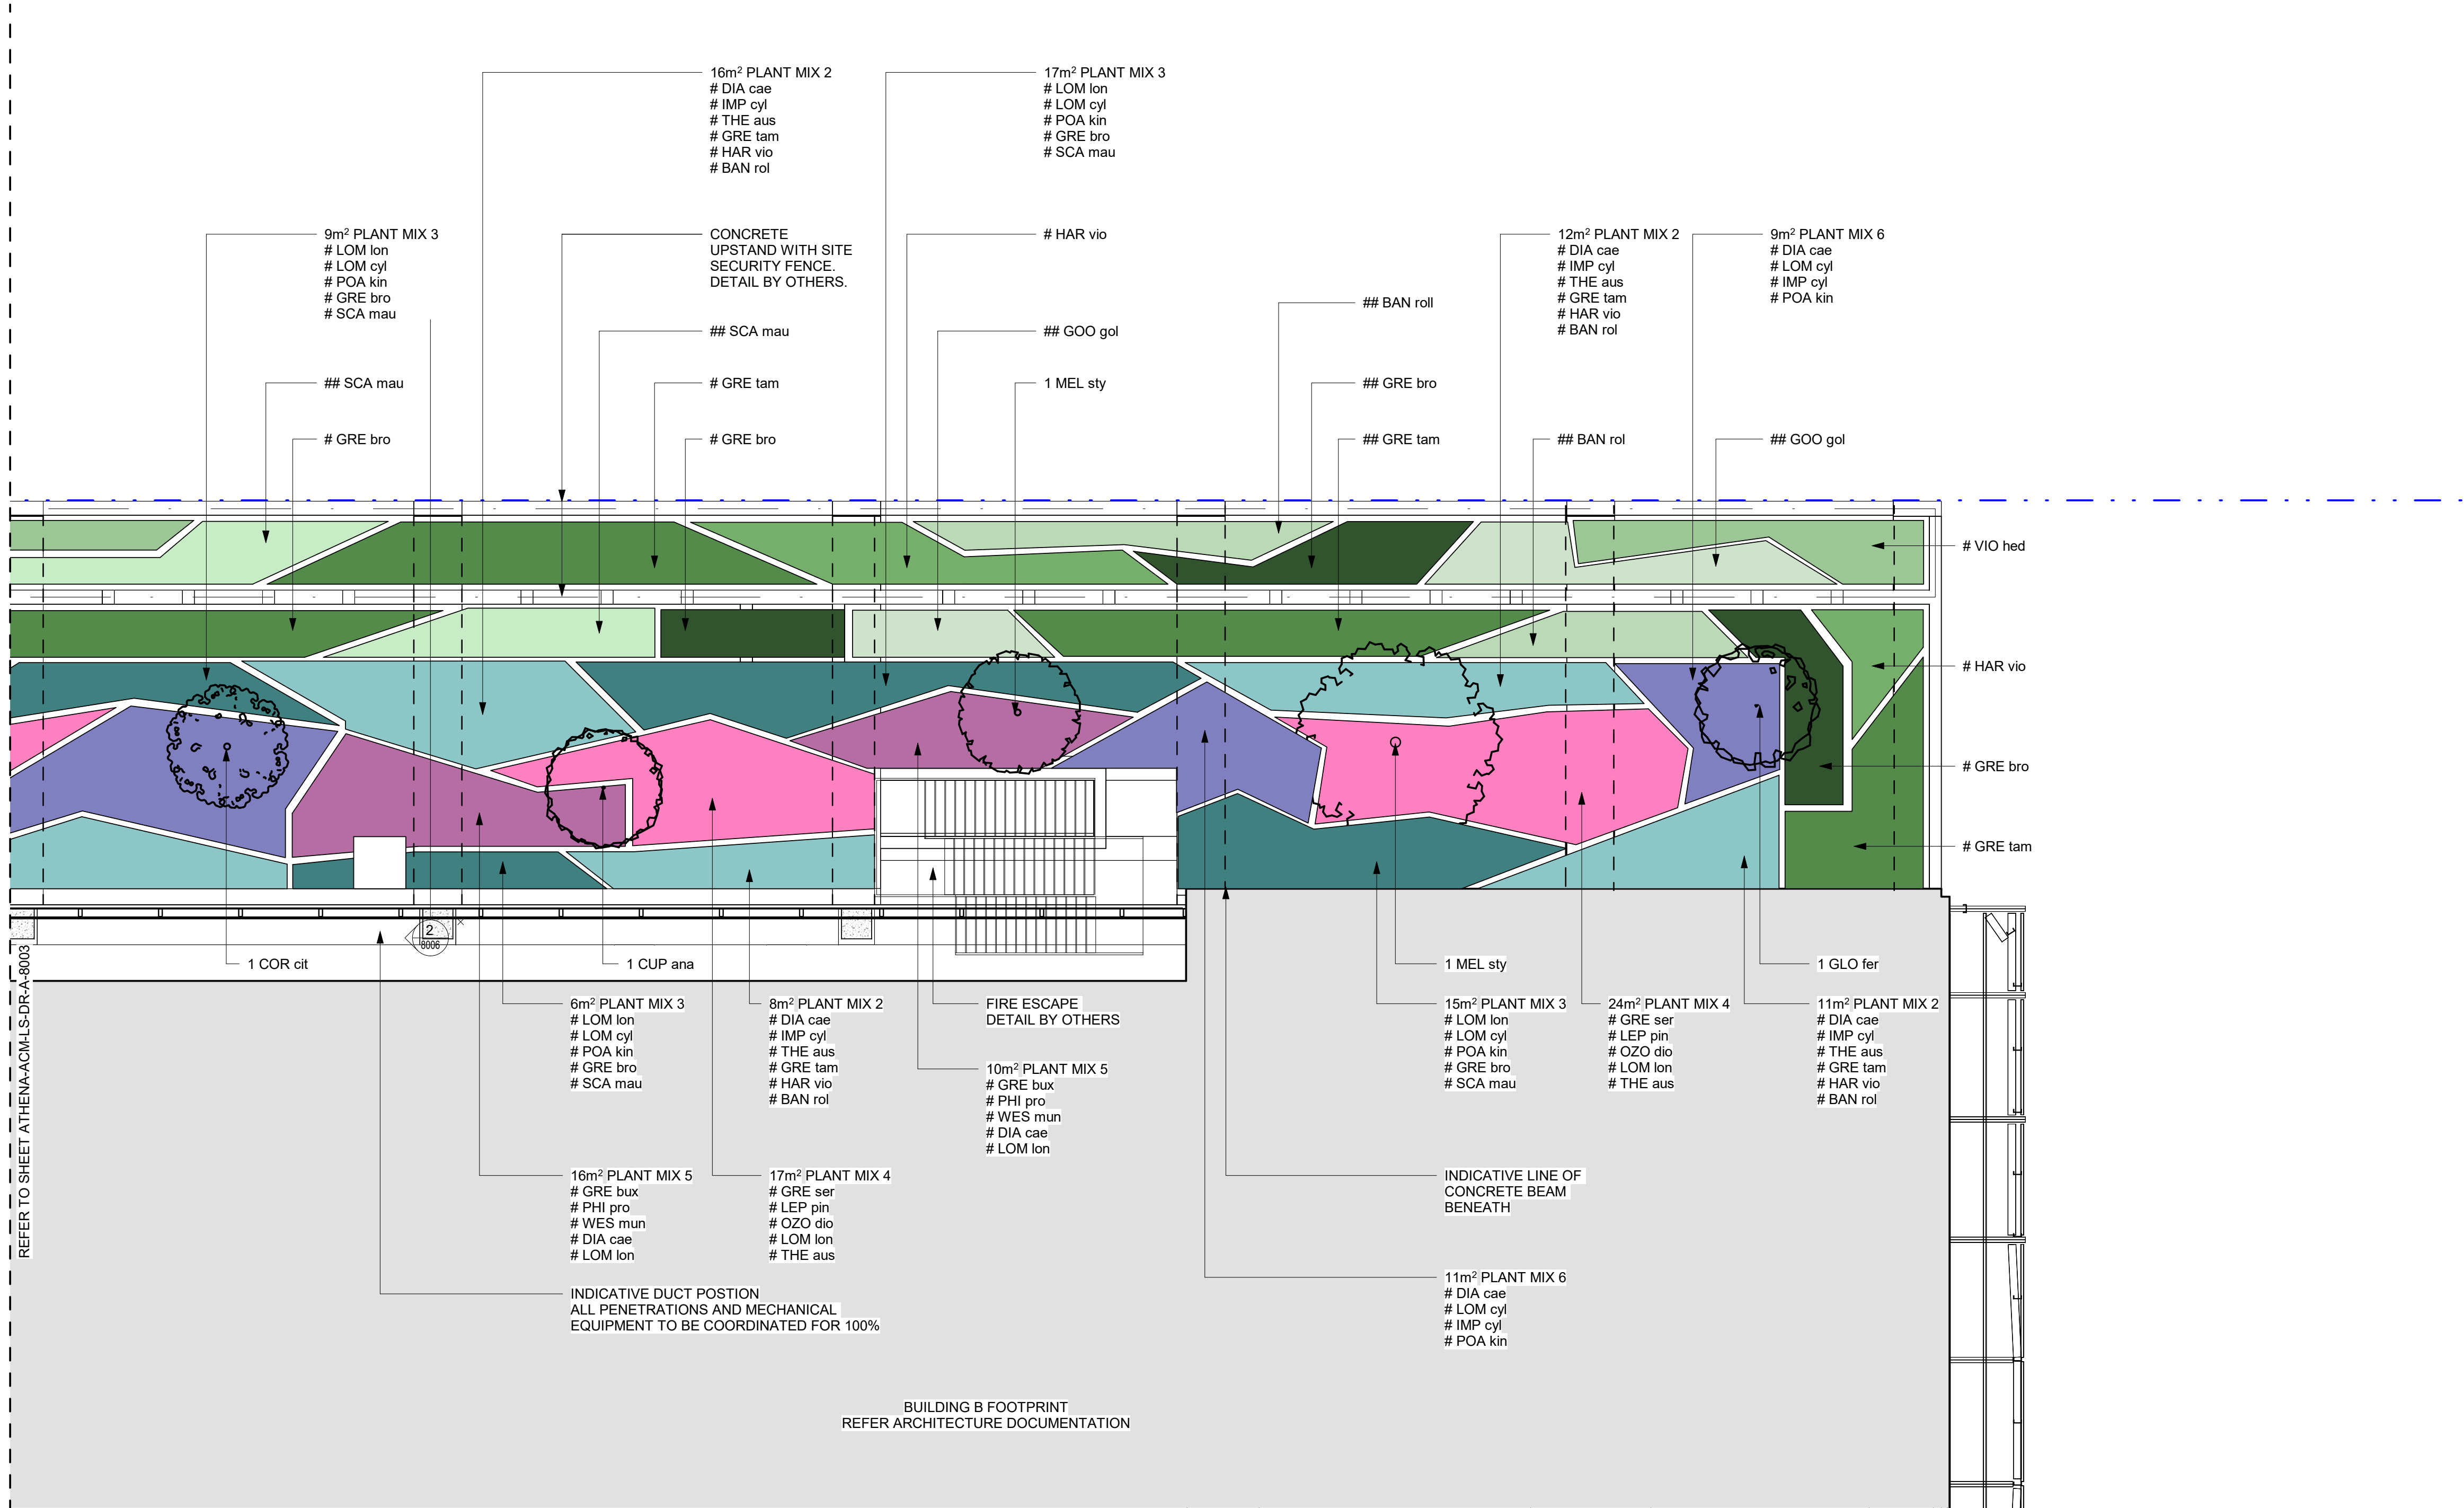 16m² PLANT MIX 2
# DIA cae
# IMP cyl
# THE aus
# GRE tam
# HAR vio
# BAN rol
17m² PLANT MIX 3
# LOM lon
# LOM cyl
# POA kin
# GRE bro
# SCA mau
9m² PLANT MIX 3
# LOM lon
# LOM cyl
# POA kin
# GRE bro
# SCA mau
CONCRETE
UPSTAND WITH SITE
SECURITY FENCE.
DETAIL BY OTHERS.
# HAR vio
12m² PLANT MIX 2
# DIA cae
# IMP cyl
# THE aus
# GRE tam
# HAR vio
# BAN rol
9m² PLANT MIX 6
# DIA cae
# LOM cyl
# IMP cyl
# POA kin
## BAN roll
## SCA mau
## GOO gol
## SCA mau
# GRE tam
1 MEL sty
## GRE bro
# GRE bro
# GRE bro
## GRE tam
## BAN rol
## GOO gol
# VIO hed
# HAR vio
# GRE bro
# GRE tam
2
8006
REFER TO SHEET ATHENA-ACM-LS-DR-A-8003
1 COR cit
1 CUP ana
1 MEL sty
1 GLO fer
6m² PLANT MIX 3
# LOM lon
# LOM cyl
# POA kin
# GRE bro
# SCA mau
8m² PLANT MIX 2
# DIA cae
# IMP cyl
# THE aus
# GRE tam
# HAR vio
# BAN rol
FIRE ESCAPE
DETAIL BY OTHERS
10m² PLANT MIX 5
# GRE bux
# PHI pro
# WES mun
# DIA cae
# LOM lon
15m² PLANT MIX 3
# LOM lon
# LOM cyl
# POA kin
# GRE bro
# SCA mau
24m² PLANT MIX 4
# GRE ser
# LEP pin
# OZO dio
# LOM lon
# THE aus
11m² PLANT MIX 2
# DIA cae
# IMP cyl
# THE aus
# GRE tam
# HAR vio
# BAN rol
16m² PLANT MIX 5
# GRE bux
# PHI pro
# WES mun
# DIA cae
# LOM lon
17m² PLANT MIX 4
# GRE ser
# LEP pin
# OZO dio
# LOM lon
# THE aus
INDICATIVE LINE OF
CONCRETE BEAM
BENEATH
INDICATIVE DUCT POSTION
ALL PENETRATIONS AND MECHANICAL
EQUIPMENT TO BE COORDINATED FOR 100%
11m² PLANT MIX 6
# DIA cae
# LOM cyl
# IMP cyl
# POA kin
BUILDING B FOOTPRINT
REFER ARCHITECTURE DOCUMENTATION